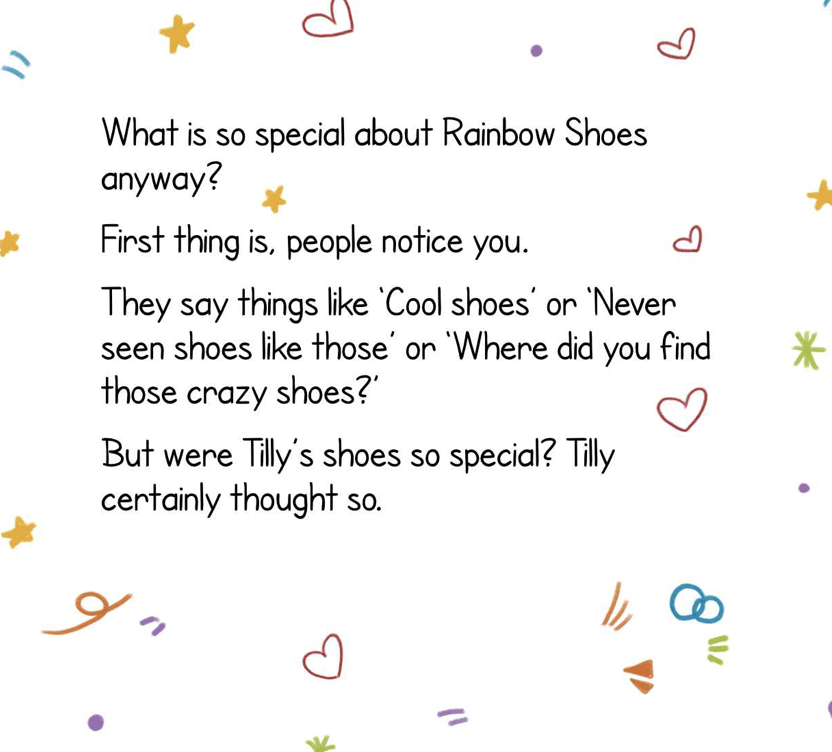 What is so special about Rainbow Shoes
anyway?
First thing is, people notice you.
They say things like ‘Cool shoes’ or ‘Never
seen shoes like those’ or ‘Where did you find
those crazy shoes?’
But were Tilly’s shoes so special? Tilly
certainly thought so.